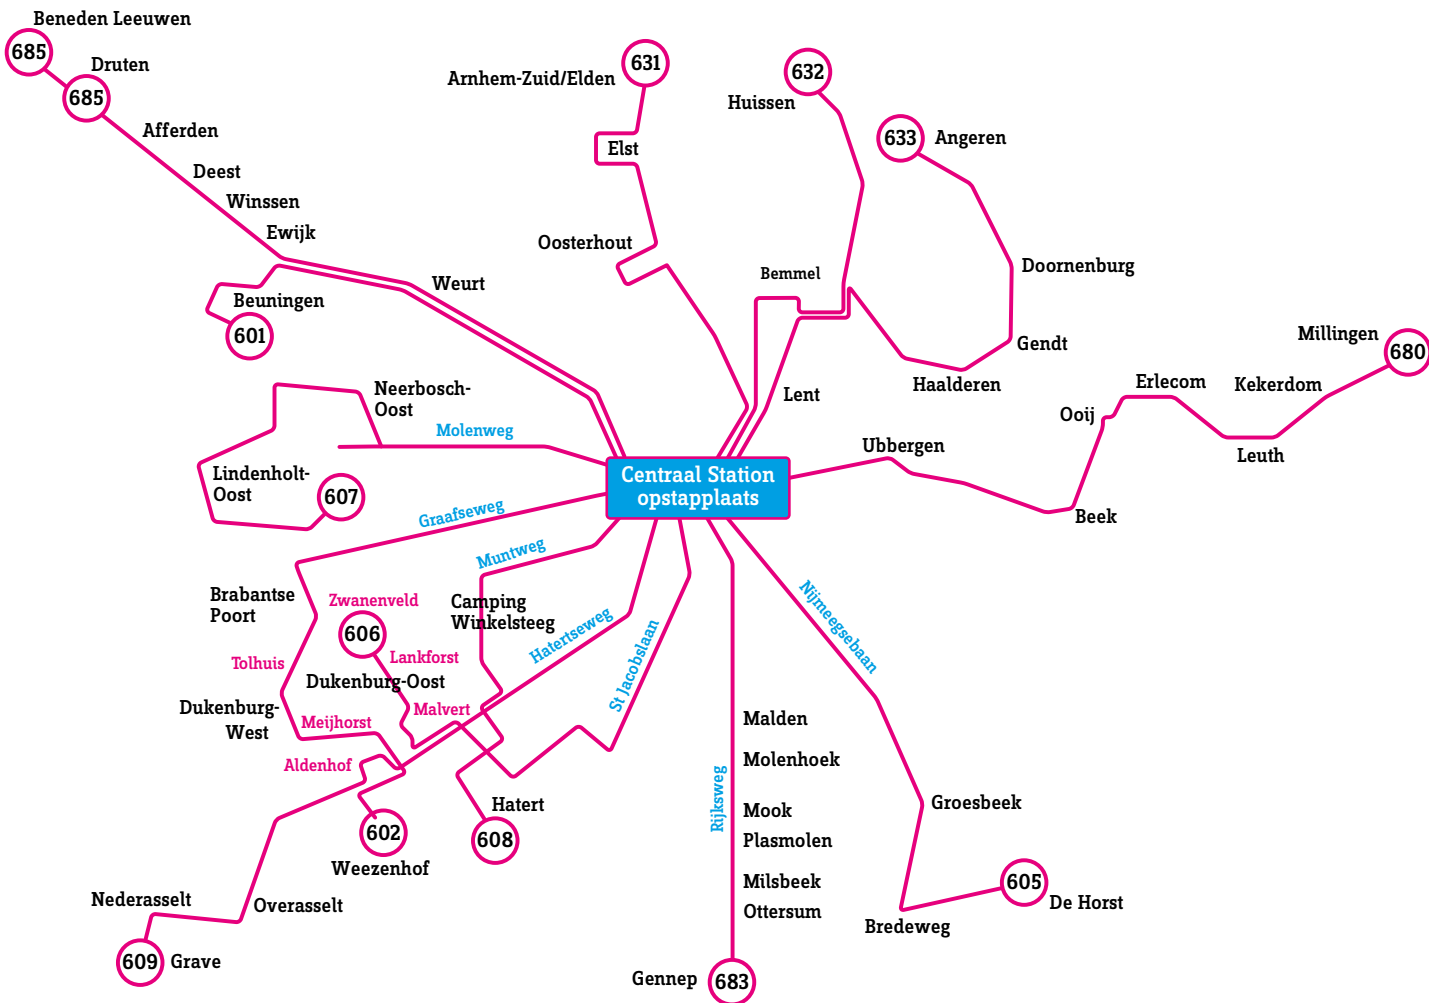 Beneden Leeuwen
685
Druten
685
Afferden
Deest
Winssen
Ewijk
Weurt
Beuningen
601
Arnhem-Zuid/Elden
631
Elst
Oosterhout
632
Huissen
633
Angeren
Doornenburg
Bemmel
Gendt
Haalderen
Lent
Millingen
680
Kekerdom
Erlecom
Ooij
Leuth
Ubbergen
Beek
Neerbosch-
Oost
Molenweg
Lindenholt-
Oost
607
Centraal Station
opstapplaats
Graafseweg
Muntweg
Brabantse
Poort
Zwanenveld
606
Camping
Winkelsteeg
Hatertseweg
St Jacobslaan
Nijmeegsebaan
Tolhuis
Lankforst
Dukenburg-Oost
Dukenburg-
West
Meijhorst
Malvert
Aldenhof
602
Weezenhof
Hatert
608
Nederasselt
Overasselt
609
Grave
Rijksweg
Malden
Molenhoek
Mook
Plasmolen
Milsbeek
Ottersum
Gennep
683
Groesbeek
605
De Horst
Bredeweg